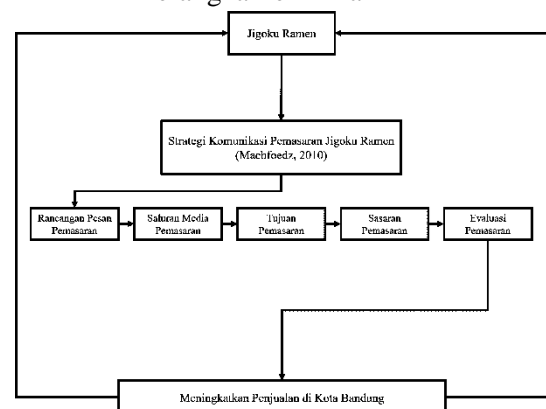 Jigoku Ramen
Strategi Komunikasi Pemasaran Jigoku Ramen
(Machfoedz, 2010)
Rancangan Pesan
Pemasaran
Saluran Media
Pemasaran
Tujuan
Pemasaran
Sasaran
Pemasaran
Evaluasi
Pemasaran
Meningkatkan Penjualan di Kota Bandung